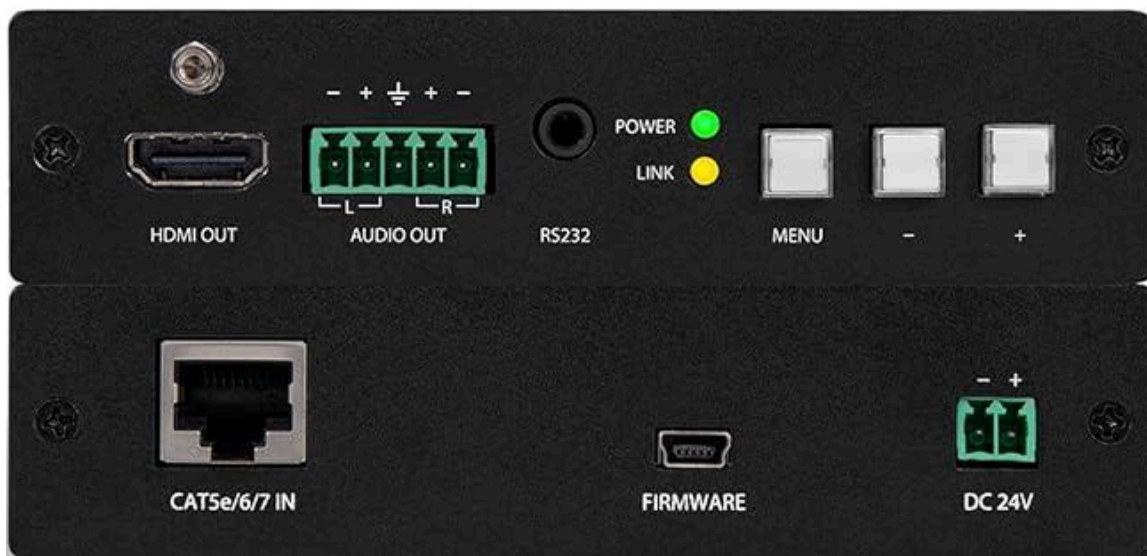 − + ⏚ + −
POWER
LINK
L R
HDMI OUT AUDIO OUT RS232 MENU − +
− +
CAT5e/6/7 IN FIRMWARE DC 24V